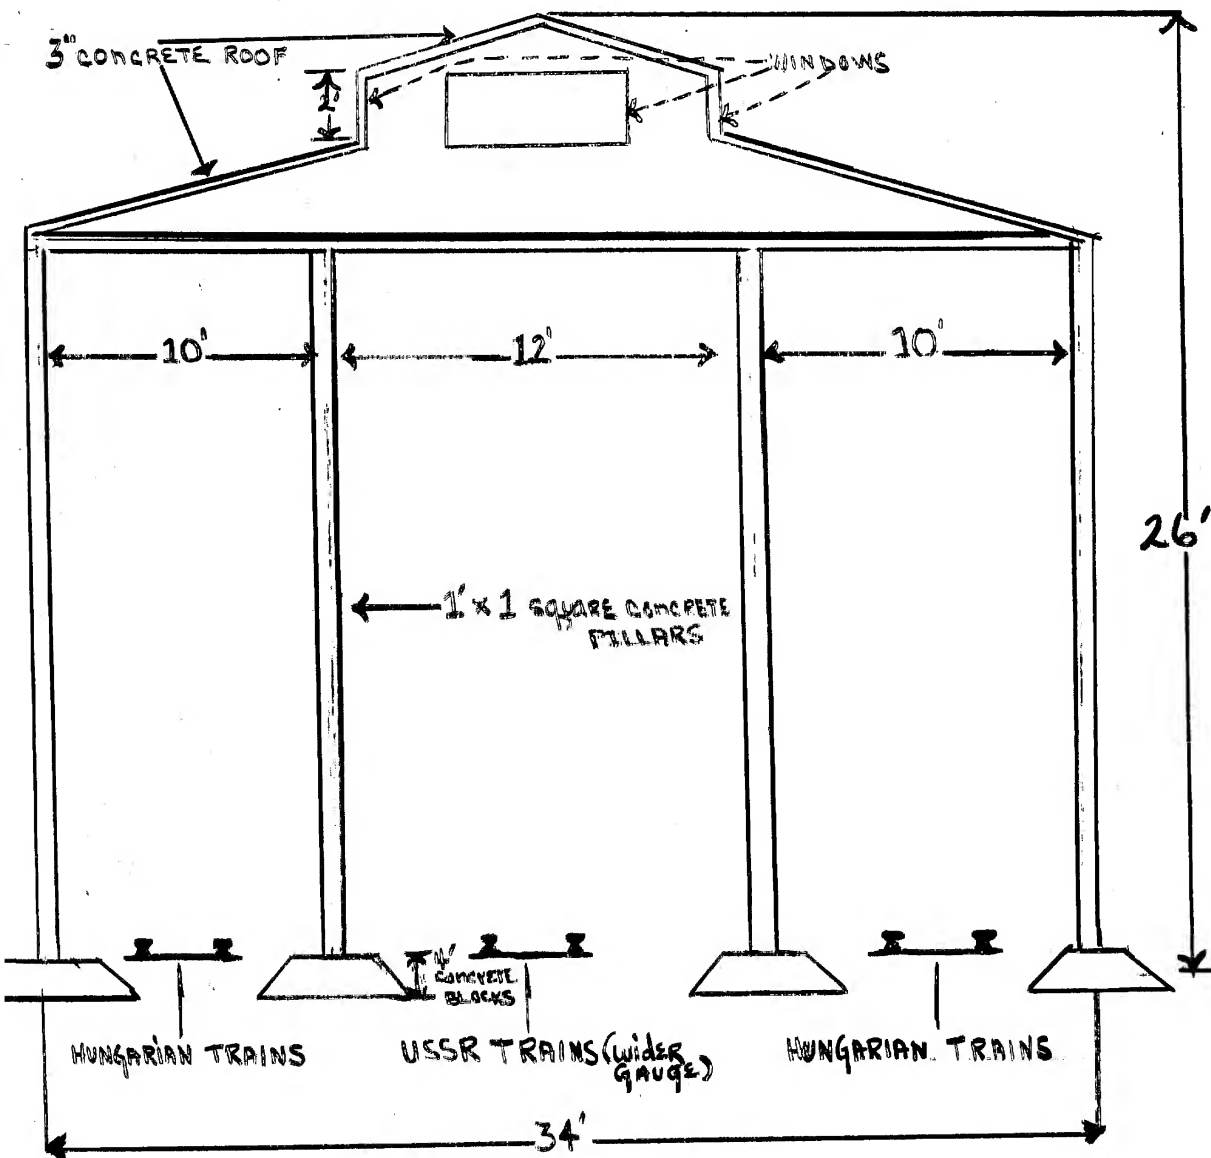 3" CONCRETE ROOF
WINDOWS
2'
10'
12'
10'
26'
1' x 1 SQUARE CONCRETE
PILLARS
4'
CONCRETE
BLOCKS
HUNGARIAN TRAINS
USSR TRAINS (WIDER
GAUGE)
HUNGARIAN TRAINS
34'